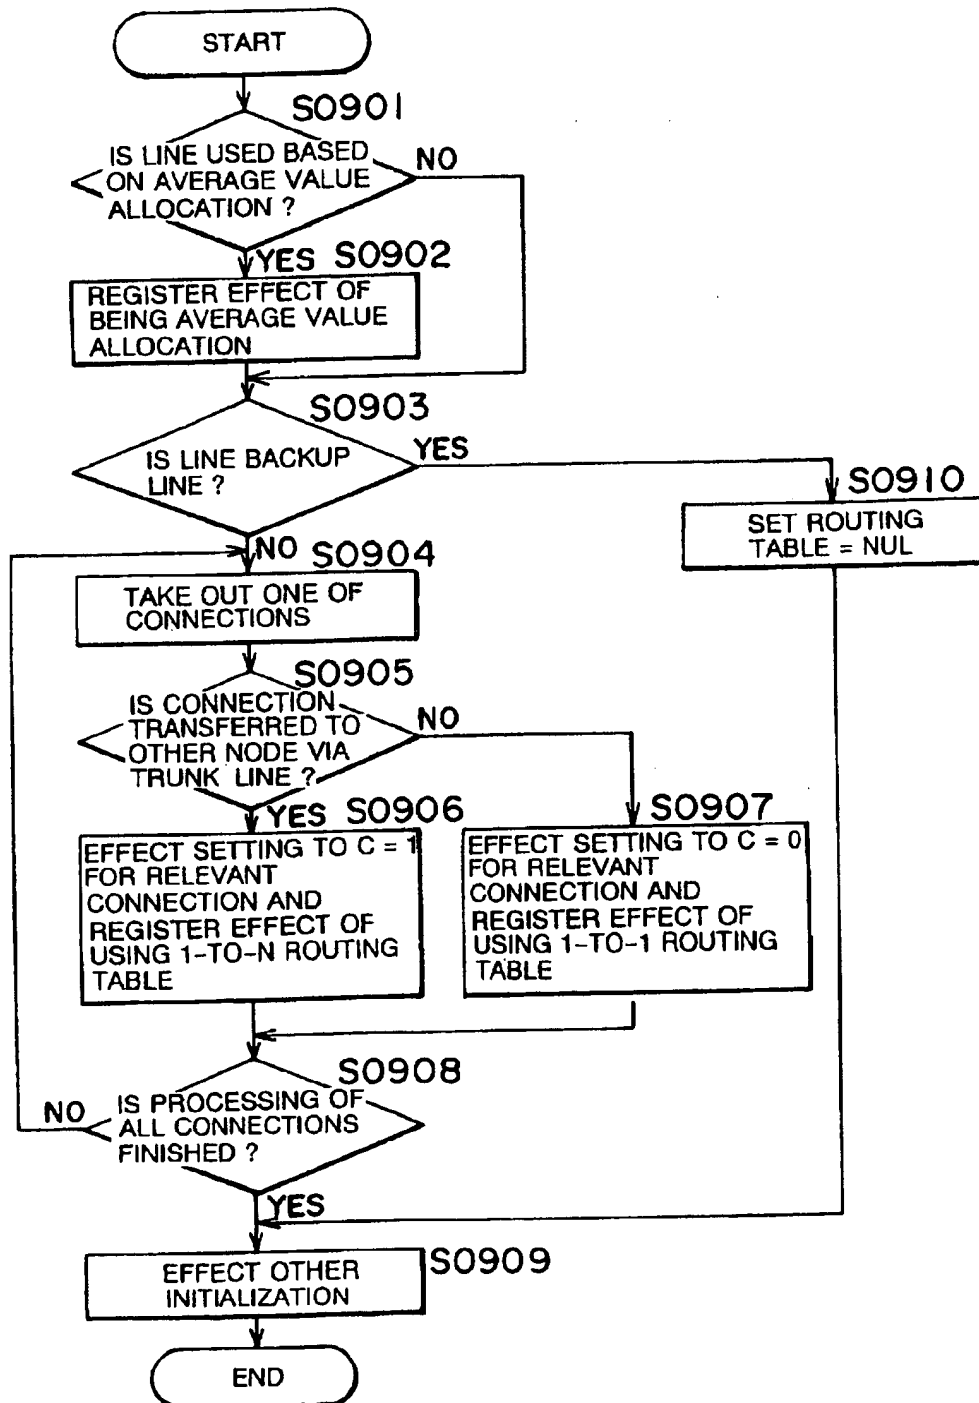 START
S0901
IS LINE USED BASED
ON AVERAGE VALUE
ALLOCATION ?
NO
YES
S0902
REGISTER EFFECT OF
BEING AVERAGE VALUE
ALLOCATION
S0903
IS LINE BACKUP
LINE ?
YES
S0910
SET ROUTING
TABLE = NUL
NO
S0904
TAKE OUT ONE OF
CONNECTIONS
S0905
IS CONNECTION
TRANSFERRED TO
OTHER NODE VIA
TRUNK LINE ?
NO
YES
S0906
EFFECT SETTING TO C = 1
FOR RELEVANT
CONNECTION AND
REGISTER EFFECT OF
USING 1-TO-N ROUTING
TABLE
S0907
EFFECT SETTING TO C = 0
FOR RELEVANT
CONNECTION AND
REGISTER EFFECT OF
USING 1-TO-1 ROUTING
TABLE
S0908
IS PROCESSING OF
ALL CONNECTIONS
FINISHED ?
NO
YES
S0909
EFFECT OTHER
INITIALIZATION
END